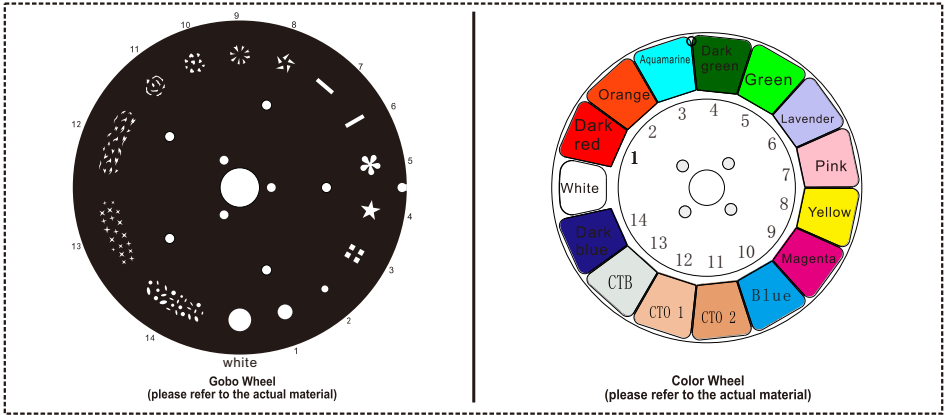 9
10
8
11
7
12
6
5
4
13
3
14
2
1
white
Gobo Wheel
(please refer to the actual material)
Aquamarine
Dark
green
Green
Orange
Lavender
Dark
red
Pink
White
Yellow
Dark
blue
Magenta
CTB
Blue
CTO 1
CTO 2
1
2
3
4
5
6
7
8
9
10
11
12
13
14
Color Wheel
(please refer to the actual material)